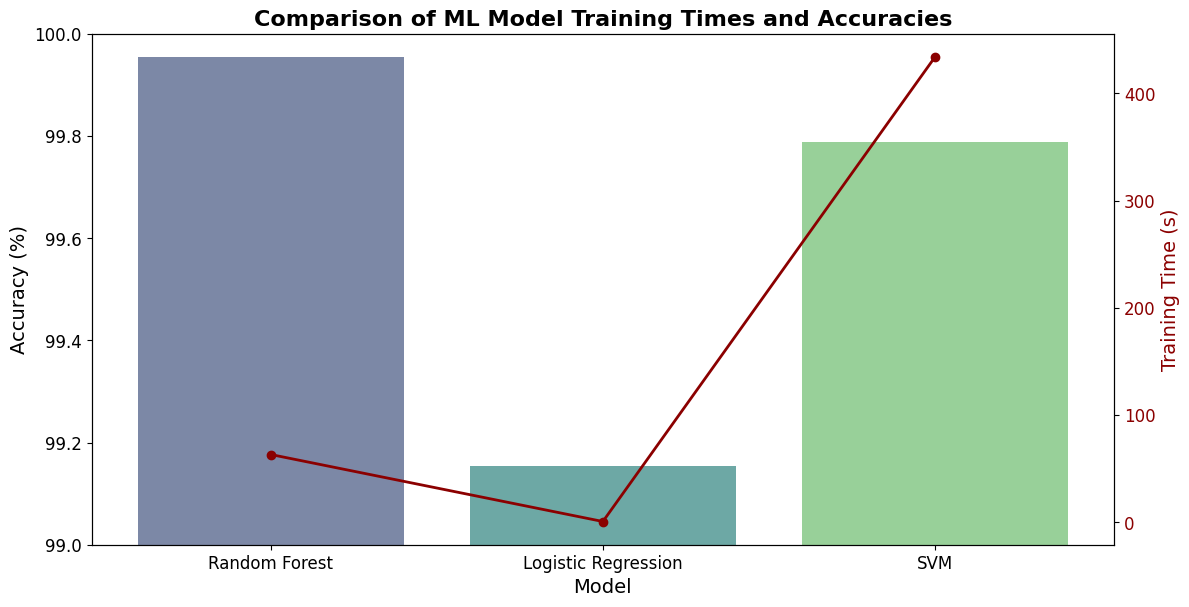 Comparison of ML Model Training Times and Accuracies
Accuracy (%)
100.0
99.8
99.6
99.4
99.2
99.0
Random Forest
Logistic Regression
SVM
Model
400
300
200
100
0
Training Time (s)